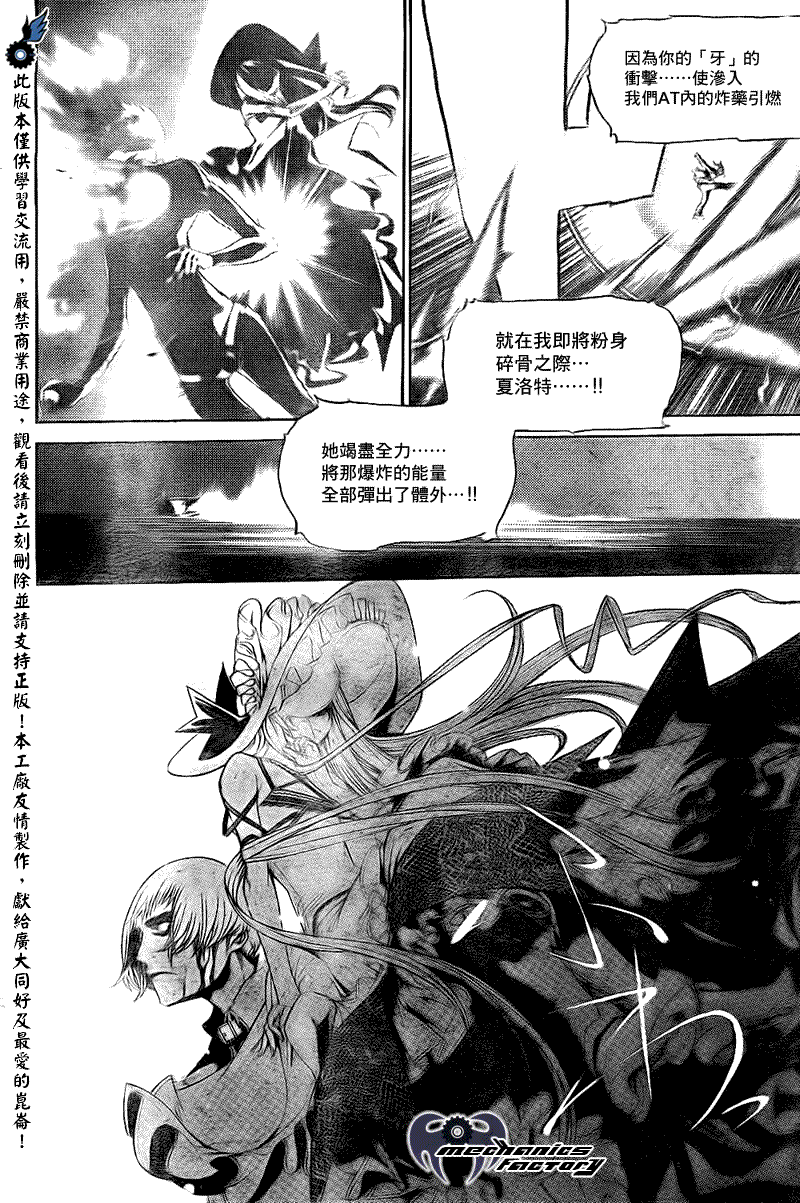 因為你的「牙」的
衝擊……使滲入
我們AT內的炸藥引燃
就在我即將粉身
碎骨之際…
夏洛特……!!
她竭盡全力……
將那爆炸的能量
全部彈出了體外…!!
此版本僅供學習交流用，嚴禁商業用途，觀看後請立刻刪除並請支持正版！本工廠友情製作，獻給廣大同好及最愛的崑崙！
mechanics
Factory